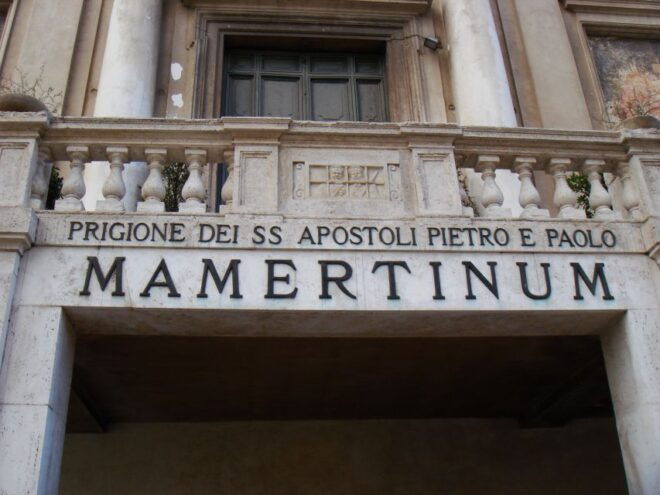 PRIGIONE DEI SS APOSTOLI PIETRO E PAOLO
MAMERTINUM